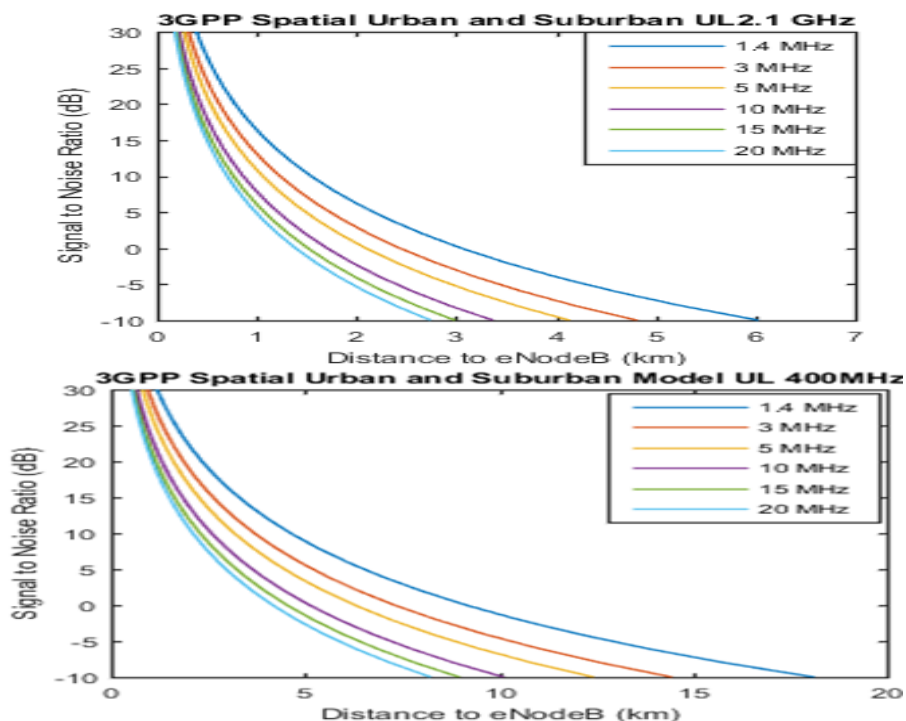 3GPP Spatial Urban and Suburban UL2.1 GHz
Signal to Noise Ratio (dB)
30
25
20
15
10
5
0
-5
-10
1.4 MHz
3 MHz
5 MHz
10 MHz
15 MHz
20 MHz
0 1 2 3 4 5 6 7
Distance to eNodeB (km)
3GPP Spatial Urban and Suburban Model UL 400MHz
Signal to Noise Ratio (dB)
30
25
20
15
10
5
0
-5
-10
1.4 MHz
3 MHz
5 MHz
10 MHz
15 MHz
20 MHz
0 5 10 15 20
Distance to eNodeB (km)